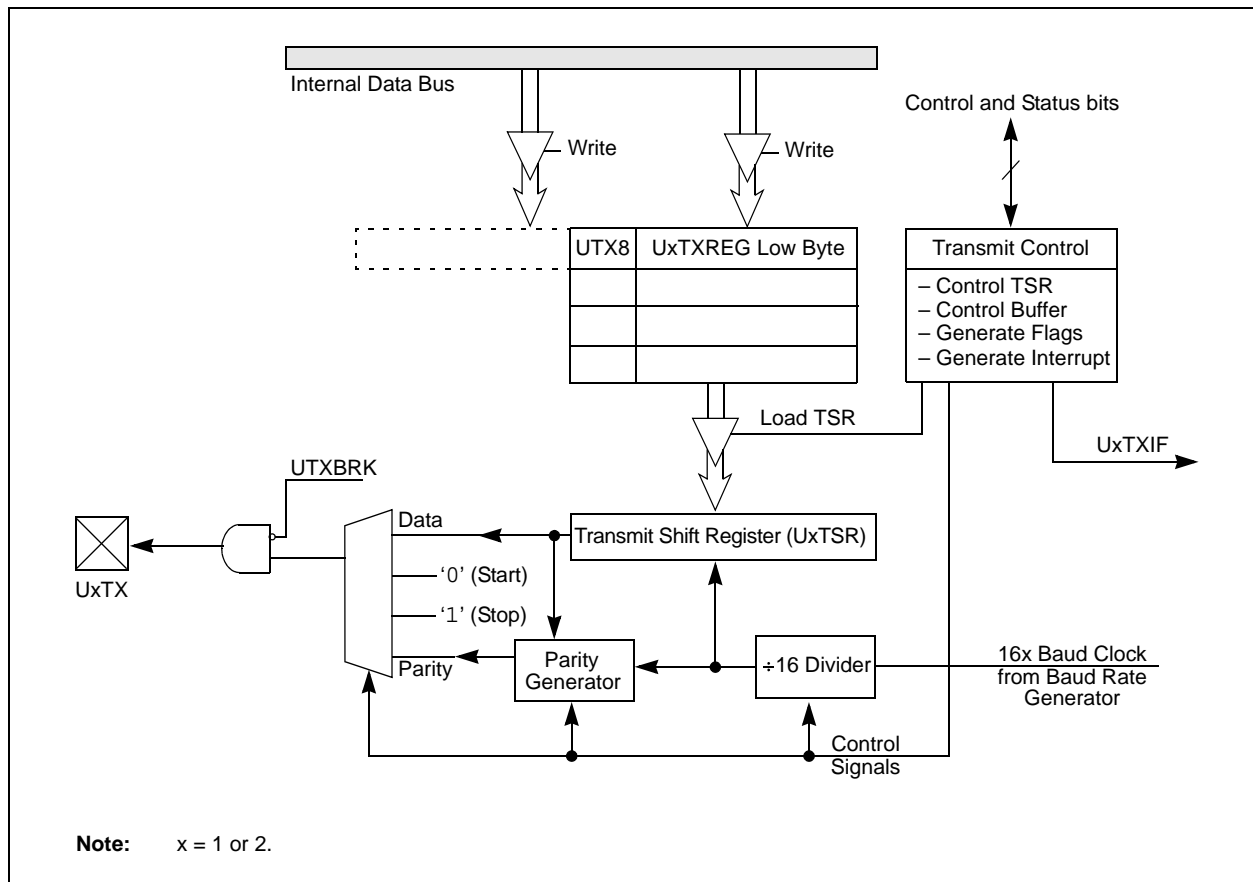 Internal Data Bus
Control and Status bits
Write
Write
UTX8
UxTXREG Low Byte
Transmit Control
– Control TSR
– Control Buffer
– Generate Flags
– Generate Interrupt
Load TSR
UxTXIF
UTXBRK
Data
Transmit Shift Register (UxTSR)
UxTX
‘0’ (Start)
‘1’ (Stop)
Parity
Parity
Generator
÷16 Divider
16x Baud Clock
from Baud Rate
Generator
Control
Signals
Note: x = 1 or 2.